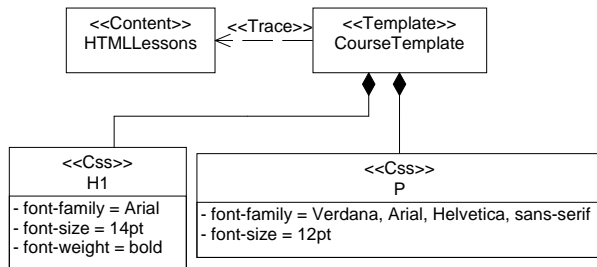 <<Content>>
HTMLLessons
<<Trace>>
<<Template>>
CourseTemplate
<<Css>>
H1
- font-family = Arial
- font-size = 14pt
- font-weight = bold
<<Css>>
P
- font-family = Verdana, Arial, Helvetica, sans-serif
- font-size = 12pt